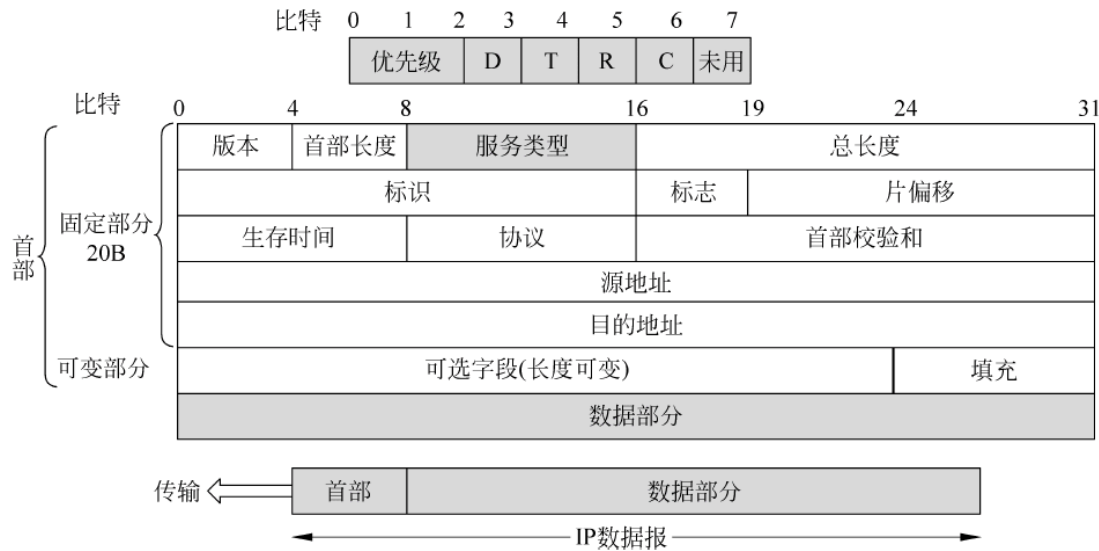 比特 0 1 2 3 4 5 6 7
优先级 D T R C 未用
比特 0 4 8 16 19 24 31
版本 首部长度 服务类型 总长度
标识 标志 片偏移
首部
固定部分
20B
生存时间 协议 首部校验和
源地址
目的地址
可变部分 可选字段(长度可变) 填充
数据部分
传输 首部 数据部分
IP数据报